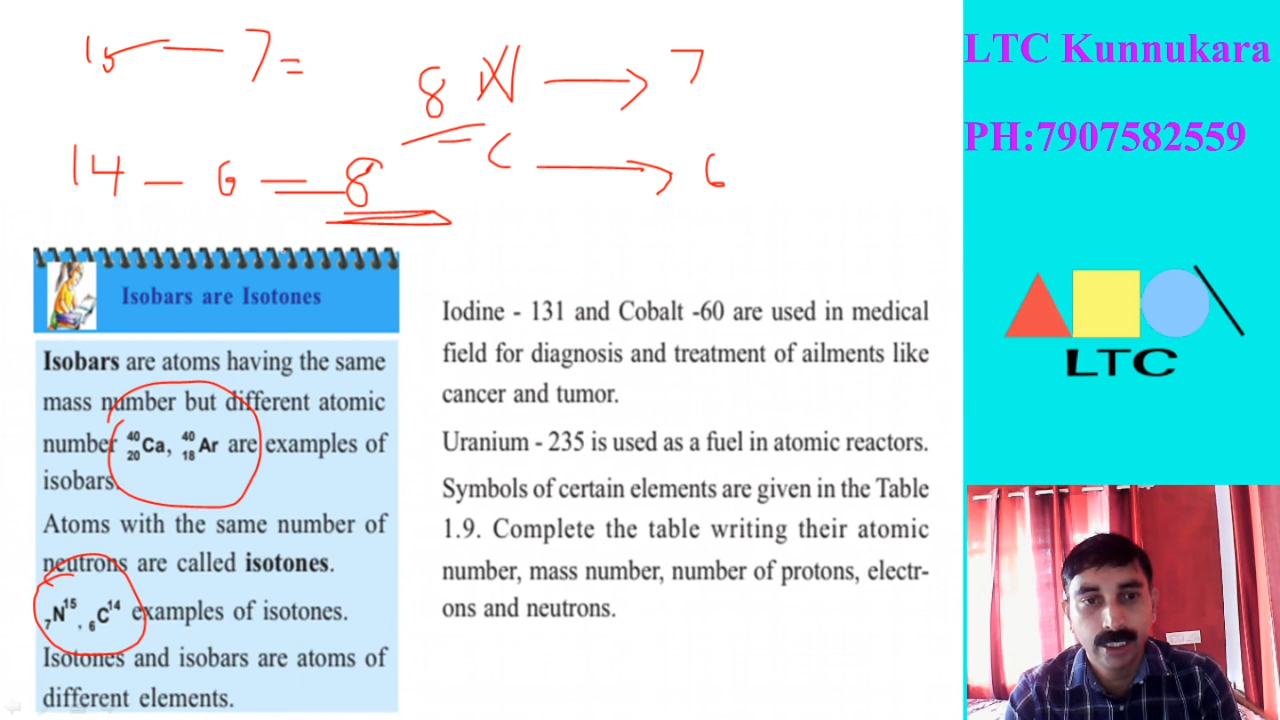 15 — 7 =
8 N → 7
C → 6
14 — 6 = 8
Isobars are Isotones
Isobars are atoms having the same
mass number but different atomic
number ⁴⁰₂₀Ca, ⁴⁰₁₈Ar are examples of
isobars.
Atoms with the same number of
neutrons are called isotones.
₇N¹⁵, ₆C¹⁴ examples of isotones.
Isotones and isobars are atoms of
different elements.
Iodine - 131 and Cobalt -60 are used in medical
field for diagnosis and treatment of ailments like
cancer and tumor.
Uranium - 235 is used as a fuel in atomic reactors.
Symbols of certain elements are given in the Table
1.9. Complete the table writing their atomic
number, mass number, number of protons, electr-
ons and neutrons.
LTC Kunnukara
PH:7907582559
LTC